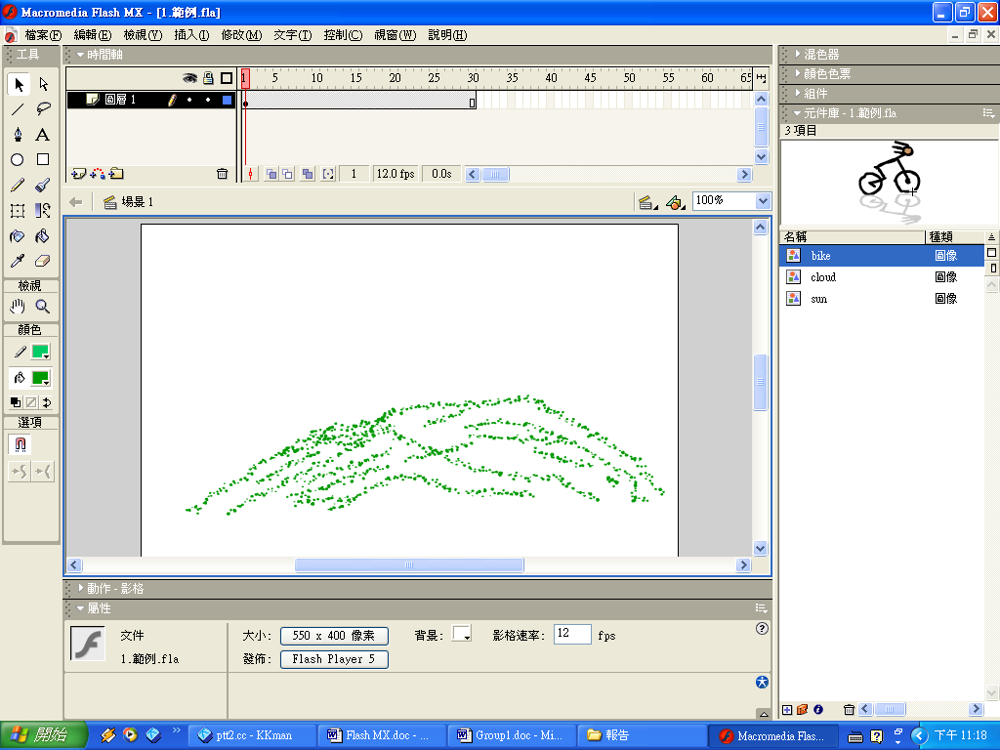 Macromedia Flash MX - [1.範例.fla]
檔案(F) 編輯(E) 檢視(V) 插入(I) 修改(M) 文字(T) 控制(C) 視窗(W) 說明(H)
工具
時間軸
1 5 10 15 20 25 30 35 40 45 50 55 60 65
圖層 1
1 12.0 fps 0.0s
場景 1
100%
檢視
顏色
選項
混色器
顏色色票
組件
元件庫 - 1.範例.fla
3 項目
名稱 種類
bike 圖像
cloud 圖像
sun 圖像
動作 - 影格
屬性
文件
1.範例.fla
大小: 550 x 400 像素 背景: 影格速率: 12 fps
發佈: Flash Player 5
開始
ptt2.cc - KKman
Flash MX.doc - ...
Group1.doc - Mi...
報告
Macromedia Flas...
下午 11:18